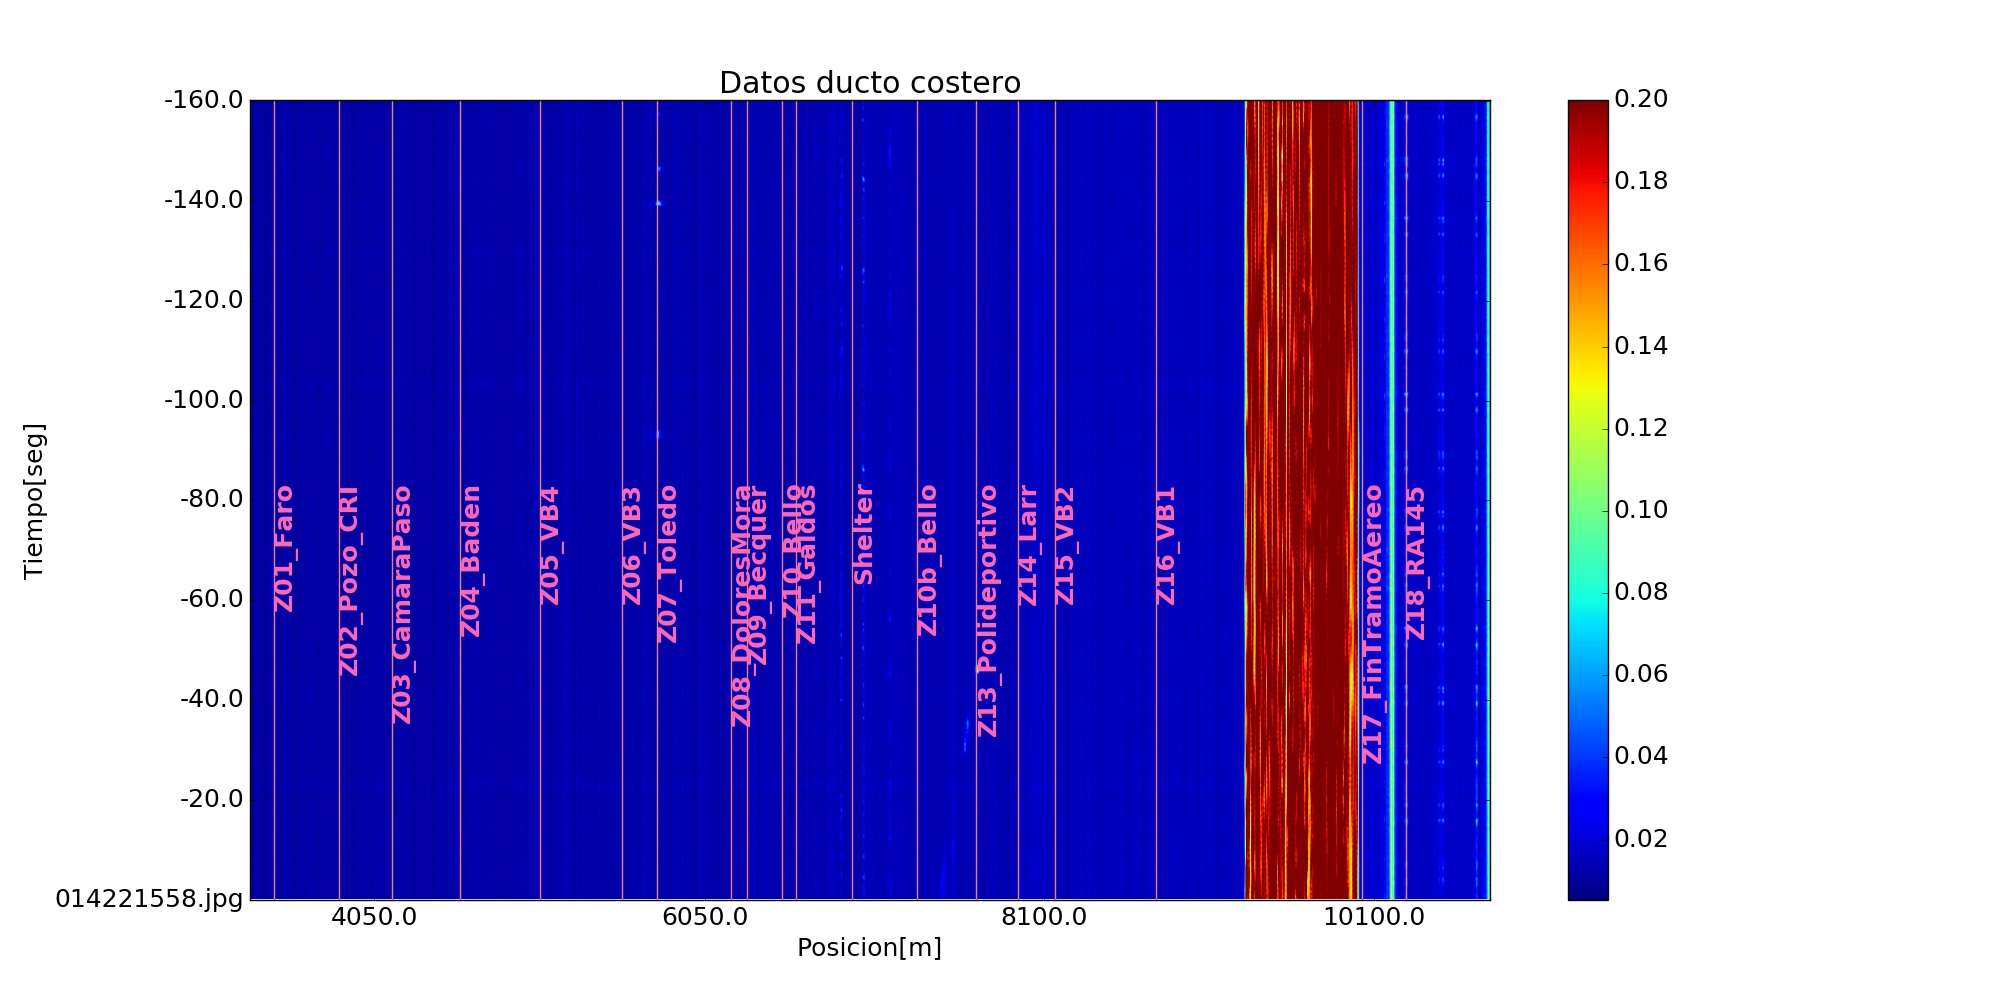 Datos ducto costero
-160.0
-140.0
-120.0
-100.0
-80.0
-60.0
-40.0
-20.0
014221558.jpg
Tiempo[seg]
Z01_Faro
Z02_Pozo_CRI
Z03_CamaraPaso
Z04_Baden
Z05_VB4
Z06_VB3
Z07_Toledo
Z08_DoloresMora
Z09_Becquer
Z10_Bello
Z11_Galdos
Shelter
Z10b_Bello
Z13_Polideportivo
Z14_Larr
Z15_VB2
Z16_VB1
Z17_FinTramoAereo
Z18_RA145
4050.0
6050.0
8100.0
10100.0
Posicion[m]
0.20
0.18
0.16
0.14
0.12
0.10
0.08
0.06
0.04
0.02